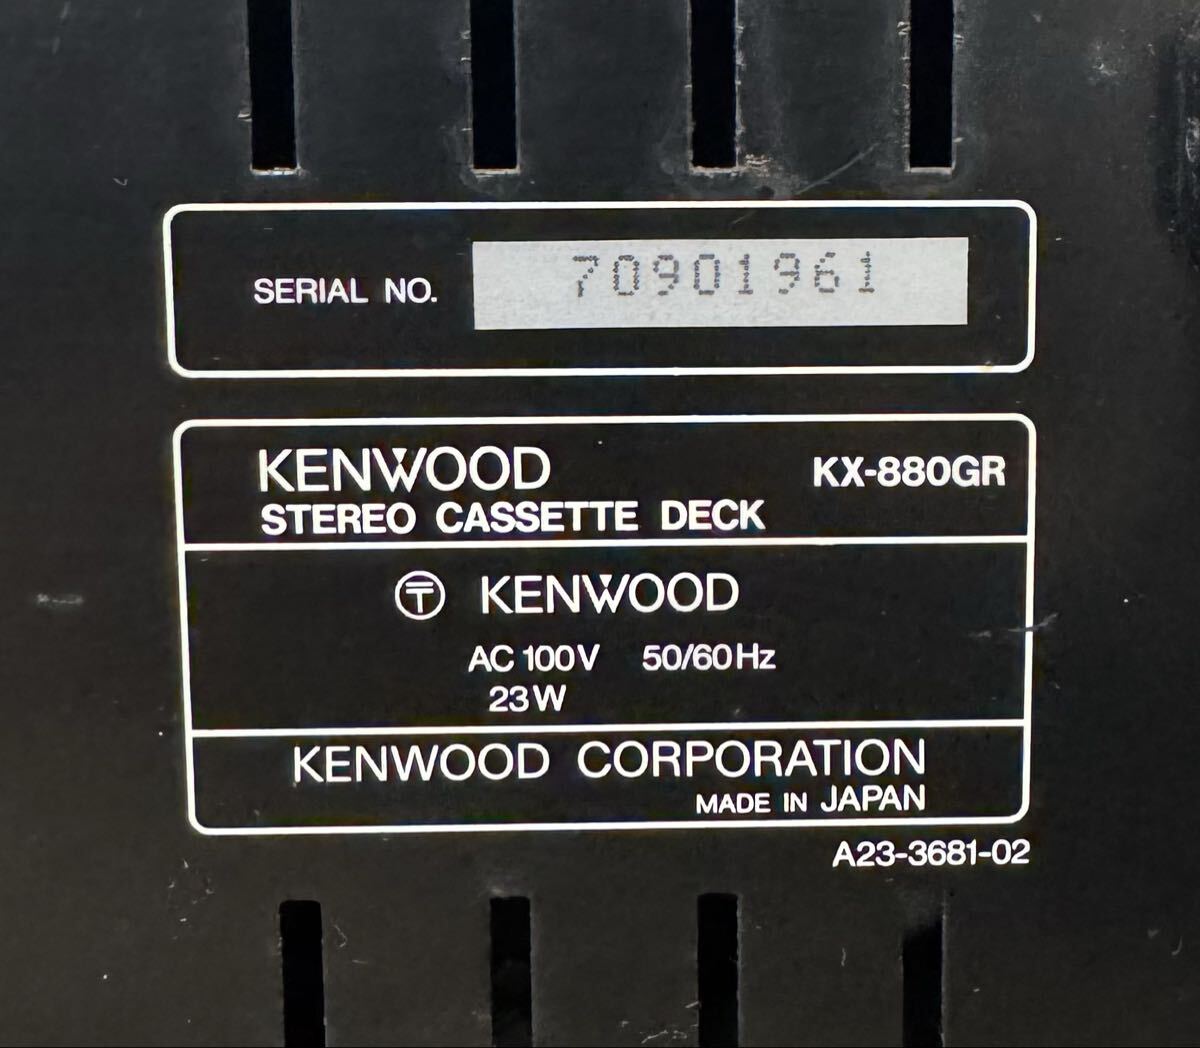 SERIAL NO. 70901961
KENWOOD KX-880GR
STEREO CASSETTE DECK
〒 KENWOOD
AC 100V 50/60Hz
23W
KENWOOD CORPORATION
MADE IN JAPAN
A23-3681-02